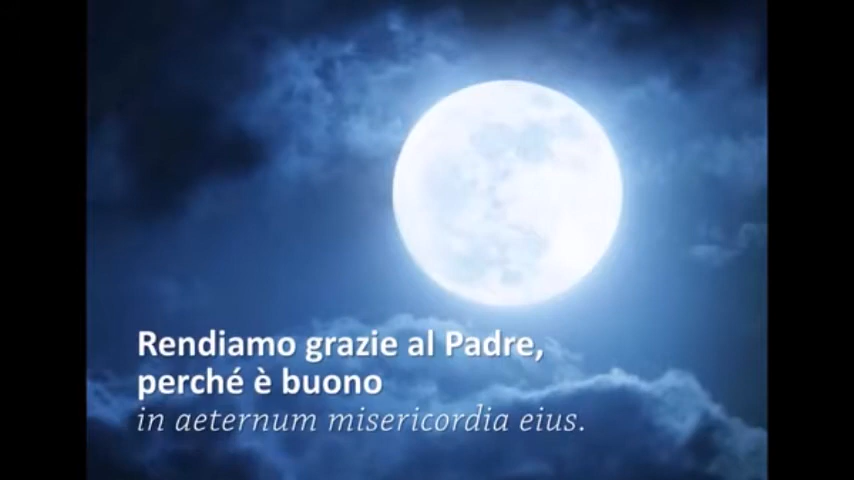 Rendiamo grazie al Padre,
perché è buono
in aeternum misericordia eius.